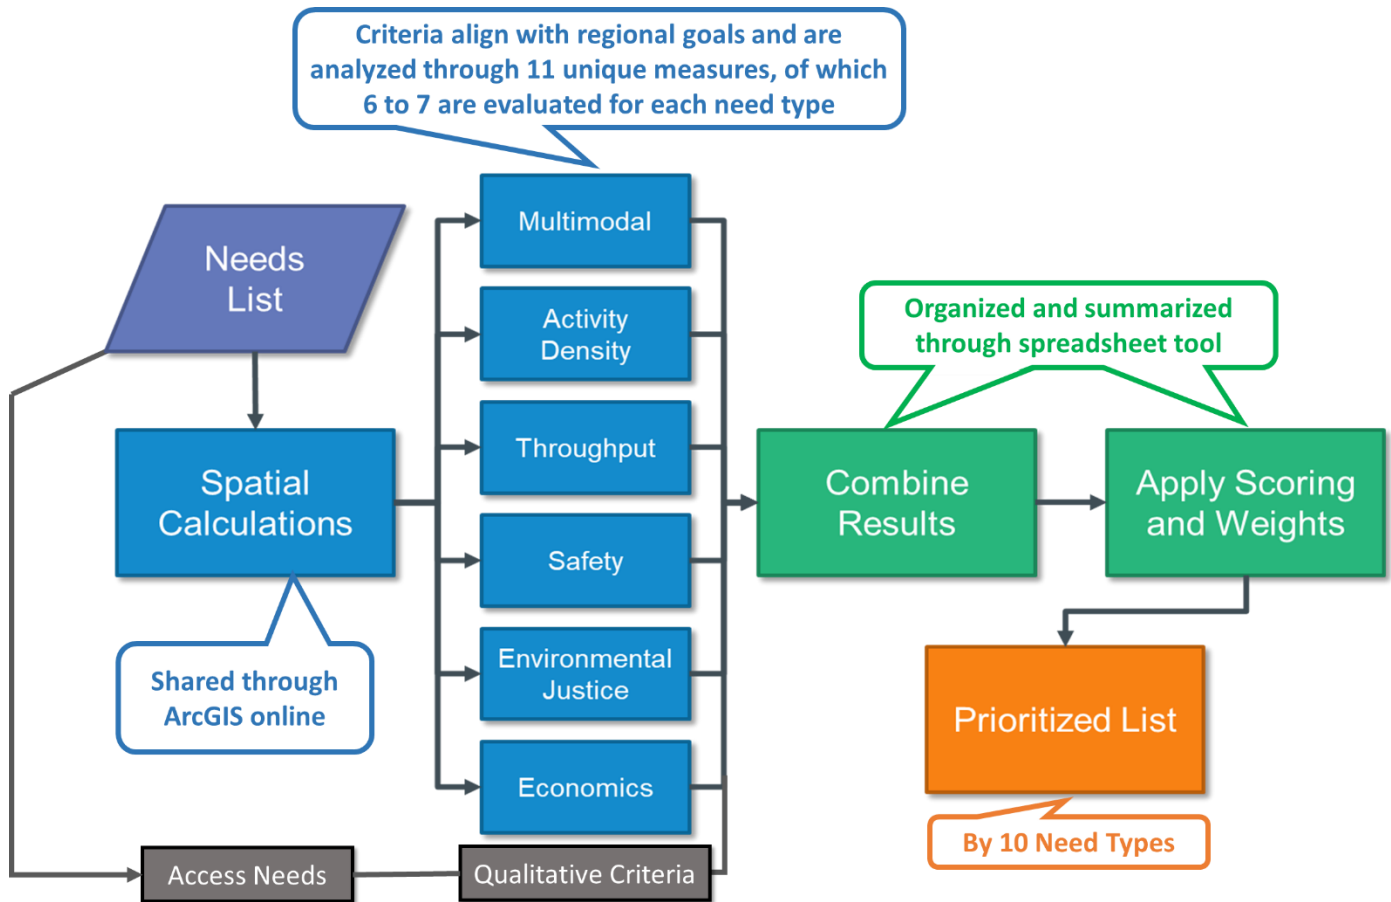 Criteria align with regional goals and are
analyzed through 11 unique measures, of which
6 to 7 are evaluated for each need type
Needs
List
Spatial
Calculations
Shared through
ArcGIS online
Multimodal
Activity
Density
Throughput
Safety
Environmental
Justice
Economics
Access Needs
Qualitative Criteria
Organized and summarized
through spreadsheet tool
Combine
Results
Apply Scoring
and Weights
Prioritized List
By 10 Need Types